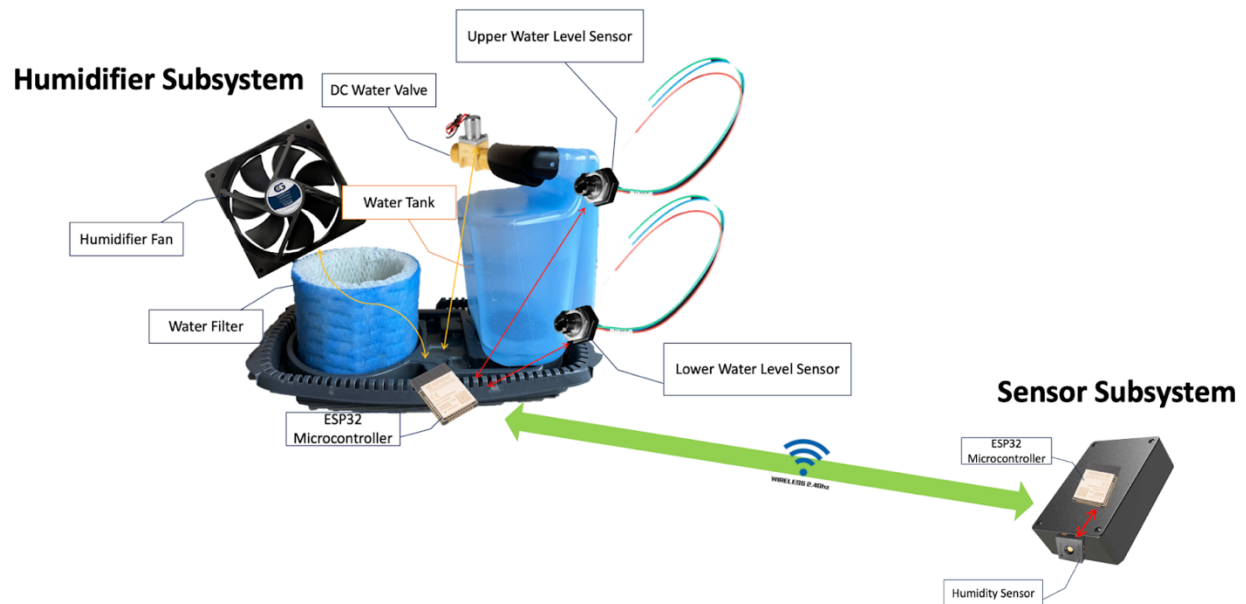 Humidifier Subsystem
Upper Water Level Sensor
DC Water Valve
Water Tank
Humidifier Fan
Water Filter
Lower Water Level Sensor
ESP32
Microcontroller
WIRELESS 2.4Ghz
Sensor Subsystem
ESP32
Microcontroller
Humidity Sensor